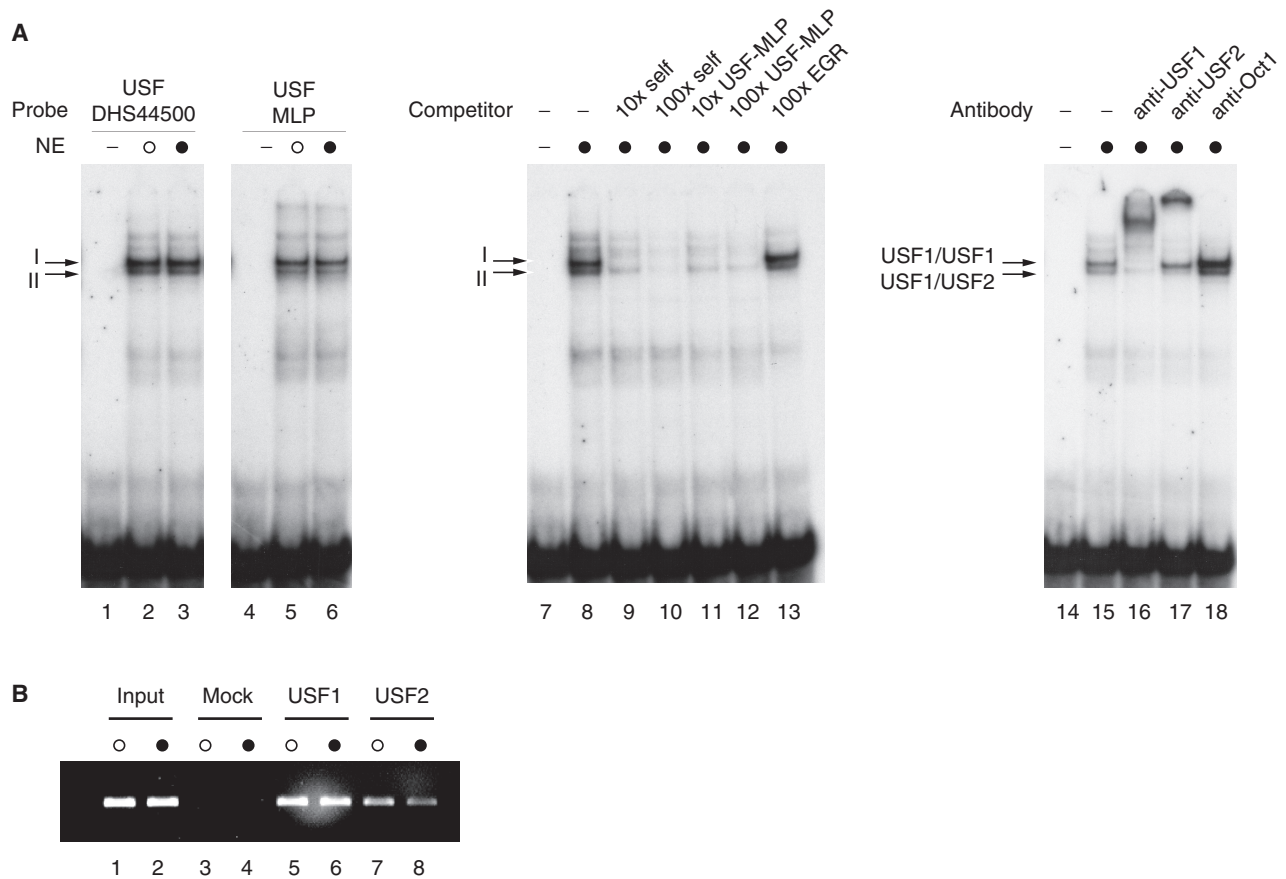 A
Probe
USF
DHS44500
USF
MLP
NE – ○ ● – ○ ●
I
II
1 2 3 4 5 6
Competitor – – 10x self 100x self 10x USF-MLP 100x USF-MLP 100x EGR
– ● ● ● ● ● ●
I
II
7 8 9 10 11 12 13
Antibody – – anti-USF1 anti-USF2 anti-Oct1
– ● ● ● ●
USF1/USF1
USF1/USF2
14 15 16 17 18
B
Input Mock USF1 USF2
○ ● ○ ● ○ ● ○ ●
1 2 3 4 5 6 7 8